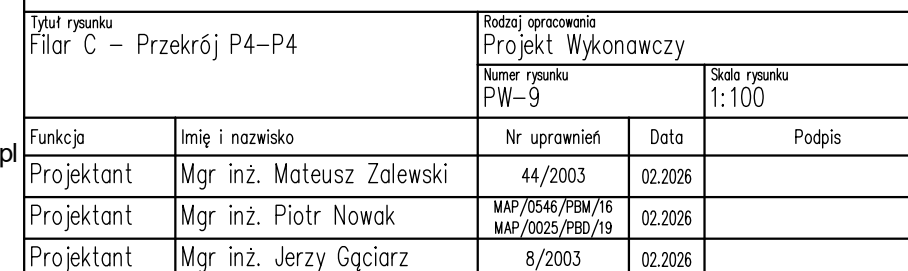 Tytuł rysunku
Filar C – Przekrój P4–P4
Rodzaj opracowania
Projekt Wykonawczy
Numer rysunku
PW–9
Skala rysunku
1:100
Funkcja Imię i nazwisko Nr uprawnień Data Podpis
pl
Projektant Mgr inż. Mateusz Zalewski 44/2003 02.2026
Projektant Mgr inż. Piotr Nowak MAP/0546/PBM/16 02.2026
MAP/0025/PBD/19
Projektant Mgr inż. Jerzy Gąciarz 8/2003 02.2026